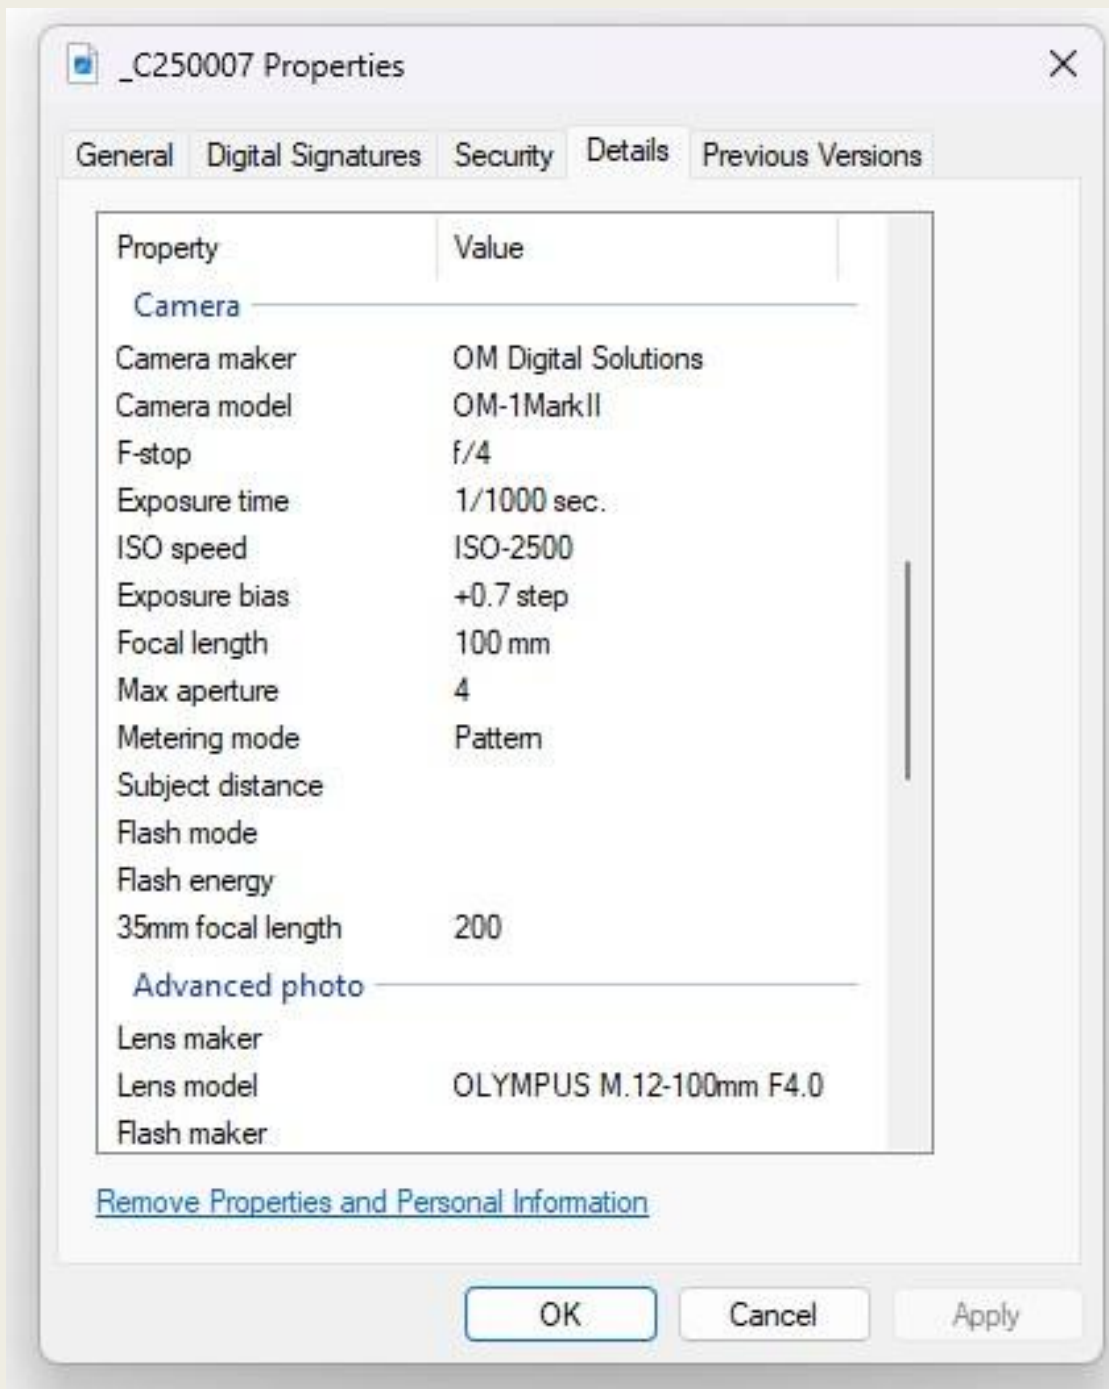 _C250007 Properties
General Digital Signatures Security Details Previous Versions
Property Value
Camera
Camera maker OM Digital Solutions
Camera model OM-1MarkII
F-stop f/4
Exposure time 1/1000 sec.
ISO speed ISO-2500
Exposure bias +0.7 step
Focal length 100 mm
Max aperture 4
Metering mode Pattern
Subject distance
Flash mode
Flash energy
35mm focal length 200
Advanced photo
Lens maker
Lens model OLYMPUS M.12-100mm F4.0
Flash maker
Remove Properties and Personal Information
OK Cancel Apply